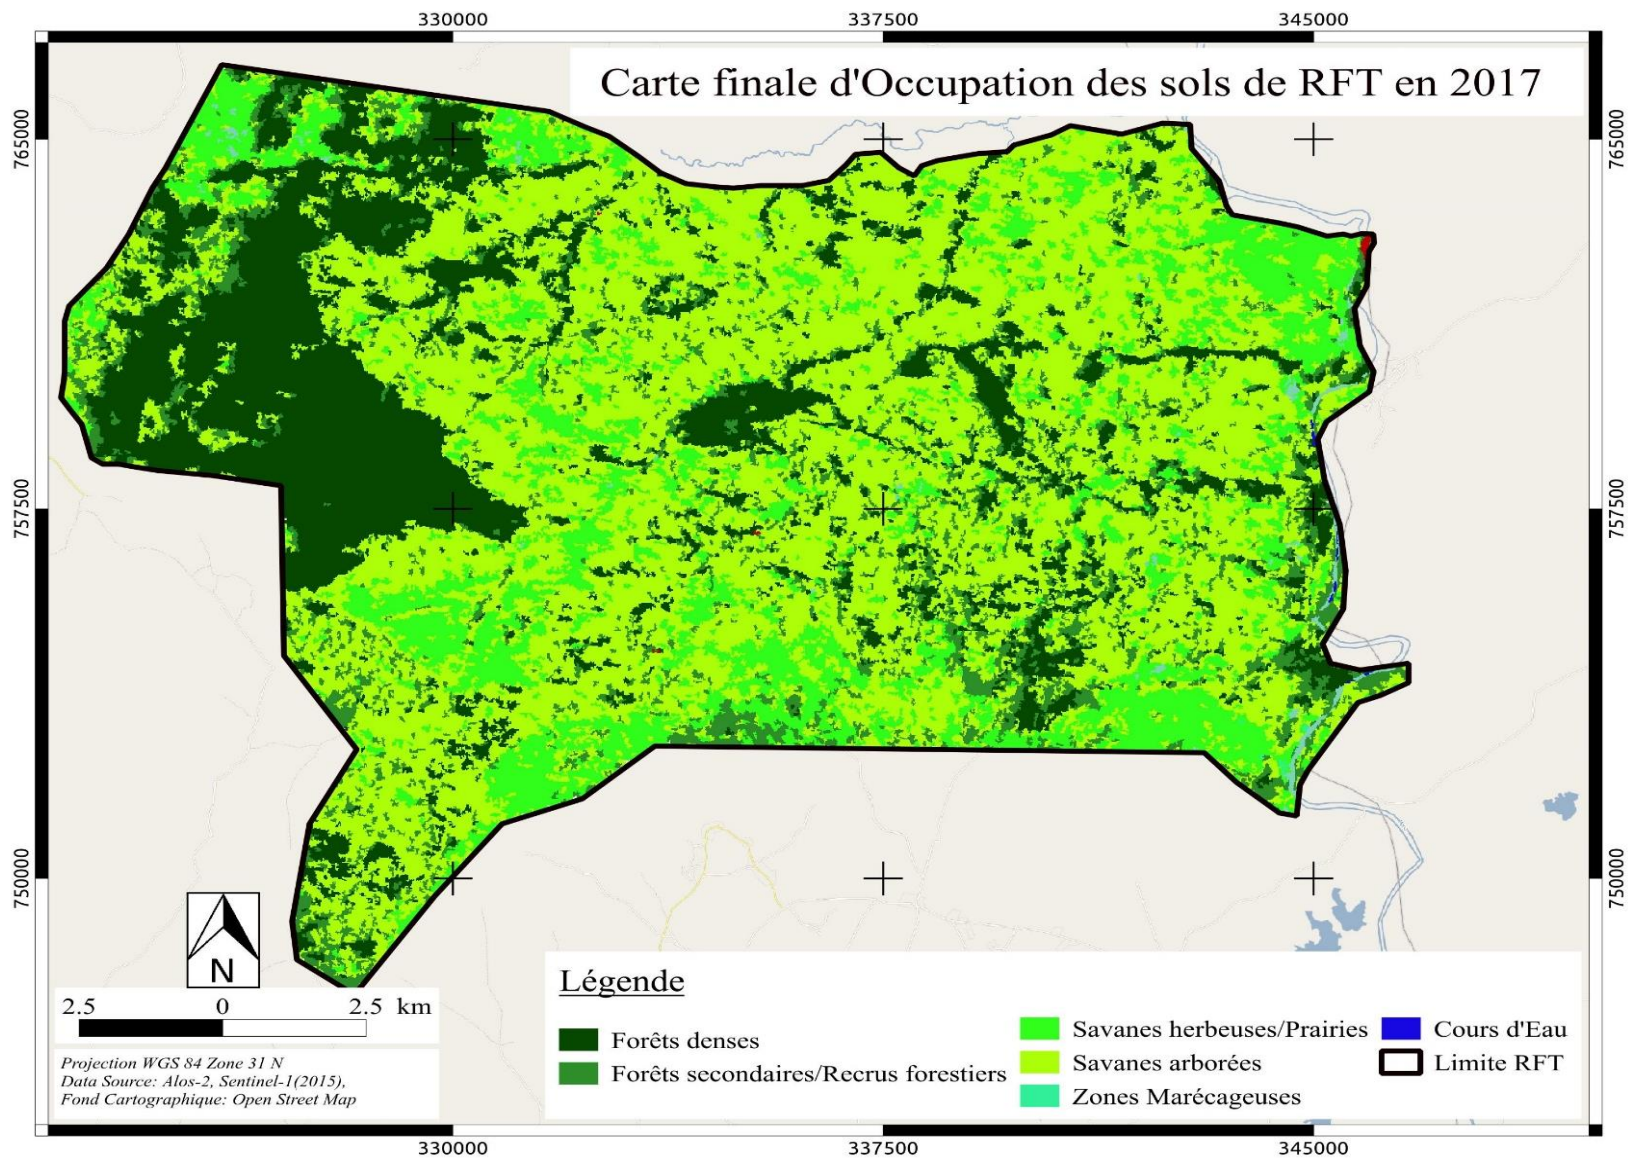 330000 337500 345000
Carte finale d'Occupation des sols de RFT en 2017
765000 765000
757500 757500
750000 750000
N
2.5 0 2.5 km
Projection WGS 84 Zone 31 N
Data Source: Alos-2, Sentinel-1(2015),
Fond Cartographique: Open Street Map
Légende
Forêts denses
Forêts secondaires/Recrus forestiers
Savanes herbeuses/Prairies
Savanes arborées
Zones Marécageuses
Cours d'Eau
Limite RFT
330000 337500 345000